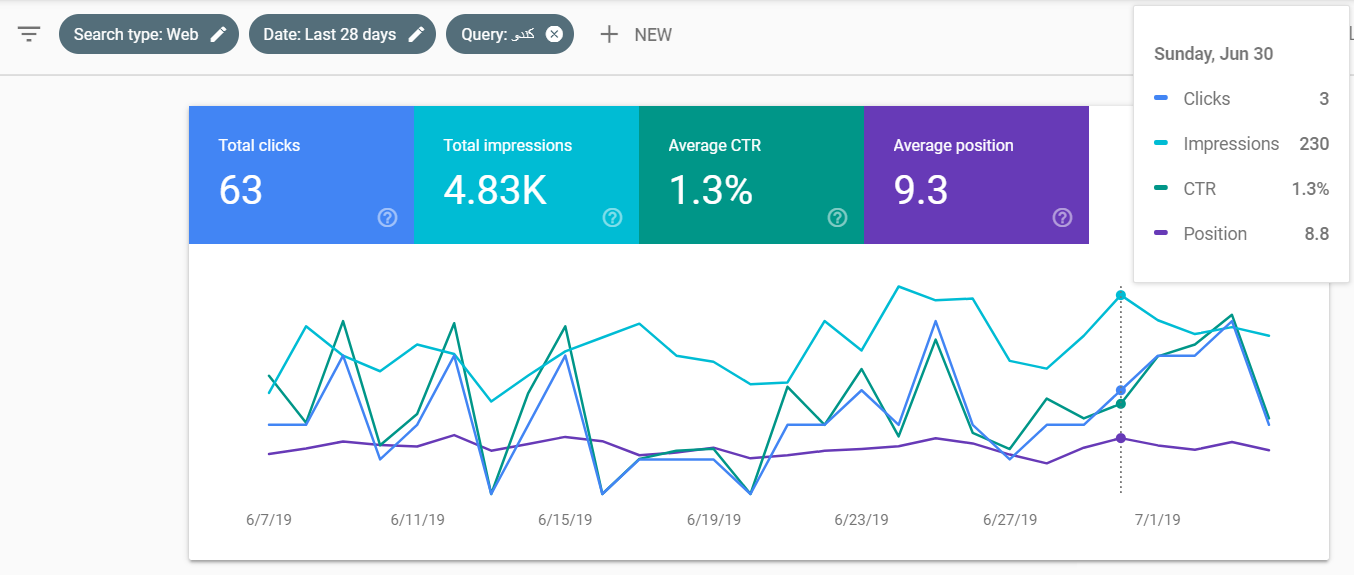 Search type: Web
Date: Last 28 days
Query:
NEW
Sunday, Jun 30
Clicks 3
Impressions 230
CTR 1.3%
Position 8.8
Total clicks
63
Total impressions
4.83K
Average CTR
1.3%
Average position
9.3
6/7/19 6/11/19 6/15/19 6/19/19 6/23/19 6/27/19 7/1/19